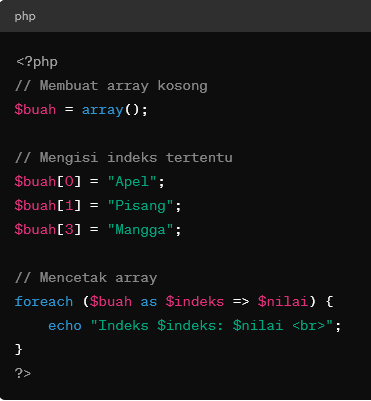 php
<?php
// Membuat array kosong
$buah = array();
// Mengisi indeks tertentu
$buah[0] = "Apel";
$buah[1] = "Pisang";
$buah[3] = "Mangga";
// Mencetak array
foreach ($buah as $indeks => $nilai) {
    echo "Indeks $indeks: $nilai <br>";
}
?>